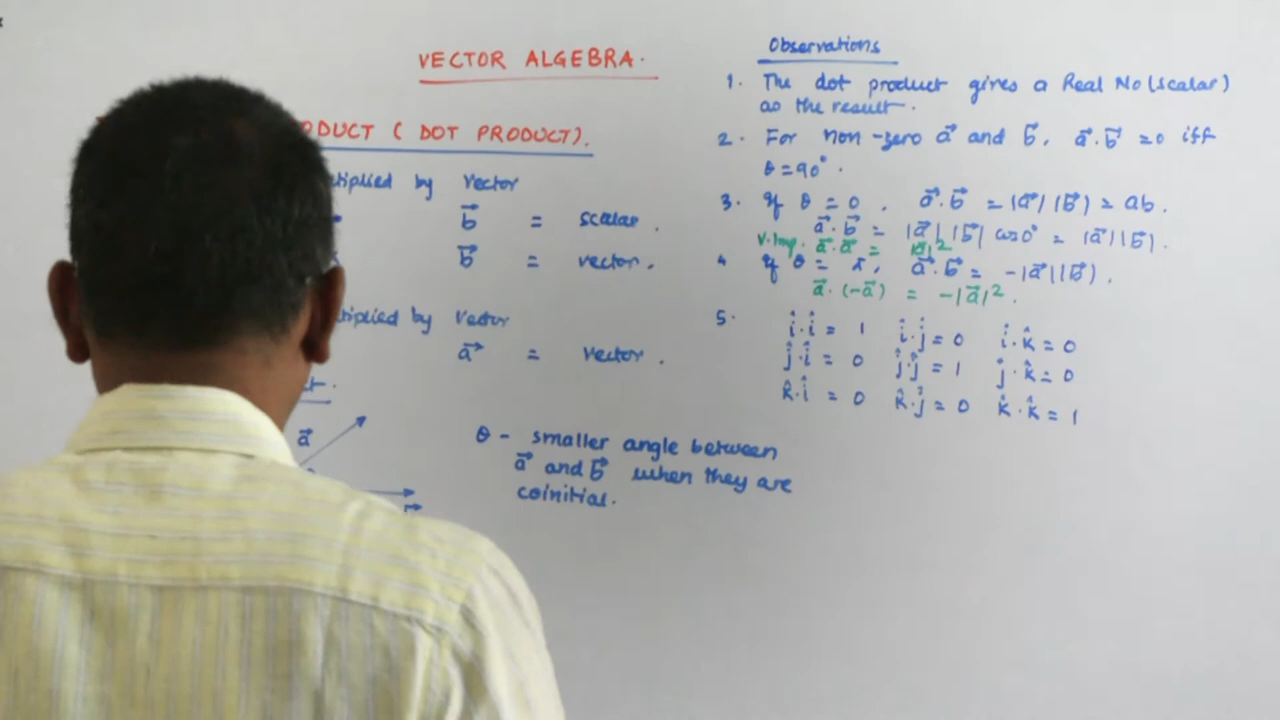 VECTOR ALGEBRA.
ODUCT ( DOT PRODUCT).
tiplied by Vector
b⃗ = scalar .
b⃗ = vector .
tiplied by Vector
a⃗ = Vector .
a⃗
θ - smaller angle between
a⃗ and b⃗ when they are
coinitial.
Observations
1. The dot product gives a Real No (scalar)
as the result .
2. For non-zero a⃗ and b⃗, a⃗.b⃗ = 0 iff
θ = 90° .
3. If θ = 0 , a⃗.b⃗ = |a⃗| |b⃗| = ab .
a⃗.b⃗ = |a⃗| |b⃗| cos0° = |a⃗||b⃗| .
V.Imp. a⃗.a⃗ = |a⃗|²
4 If θ = π, a⃗.b⃗ = -|a⃗||b⃗| .
a⃗ . (-a⃗) = -|a⃗|² .
5. î.î = 1 î.ĵ = 0 î.k̂ = 0
ĵ.î = 0 ĵ.ĵ = 1 ĵ.k̂ = 0
k̂.î = 0 k̂.ĵ = 0 k̂.k̂ = 1